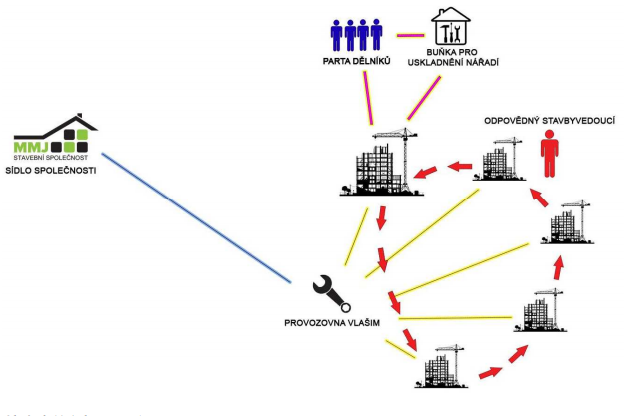 PARTA DĚLNÍKŮ
BUŇKA PRO
USKLADNĚNÍ NÁŘADÍ
MMJ
STAVEBNÍ SPOLEČNOST
SÍDLO SPOLEČNOSTI
ODPOVĚDNÝ STAVBYVEDOUCÍ
PROVOZOVNA VLAŠIM